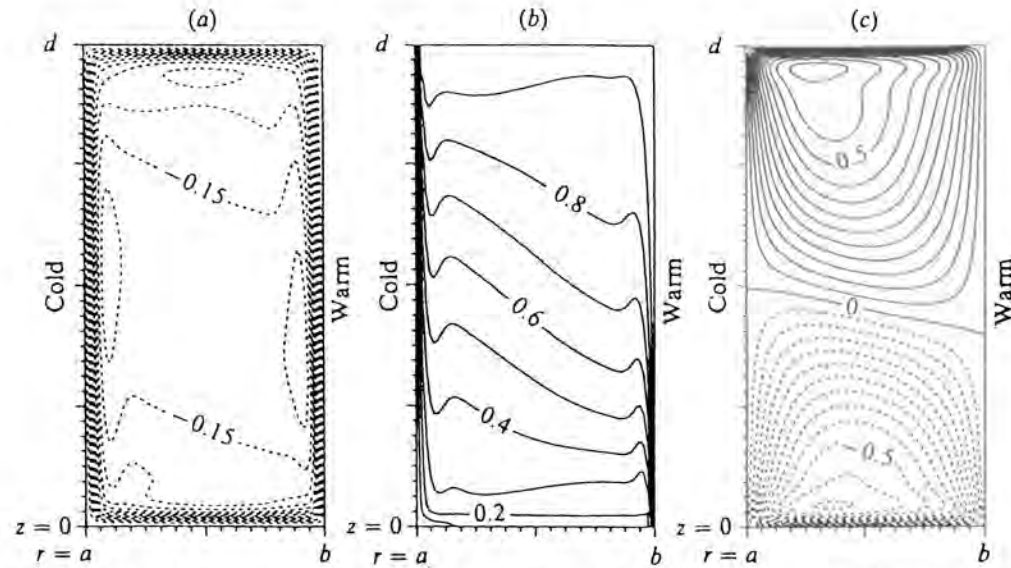 (a)
(b)
(c)
d
d
d
− 0.15
0.8
0.5
Cold
Warm
Cold
Warm
Cold
Warm
0.6
0
− 0.15
0.4
− 0.5
0.2
z = 0
z = 0
z = 0
r = a
b
r = a
b
r = a
b